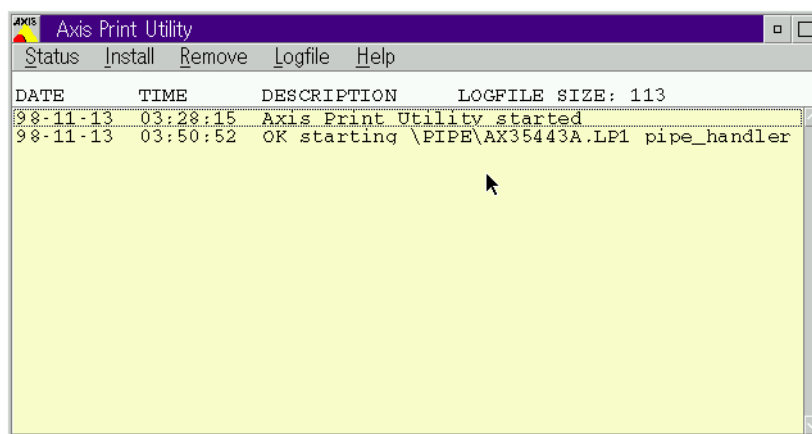 AXIS Axis Print Utility
Status Install Remove Logfile Help
DATE TIME DESCRIPTION LOGFILE SIZE: 113
98-11-13 03:28:15 Axis Print Utility started
98-11-13 03:50:52 OK starting \PIPE\AX35443A.LP1 pipe_handler